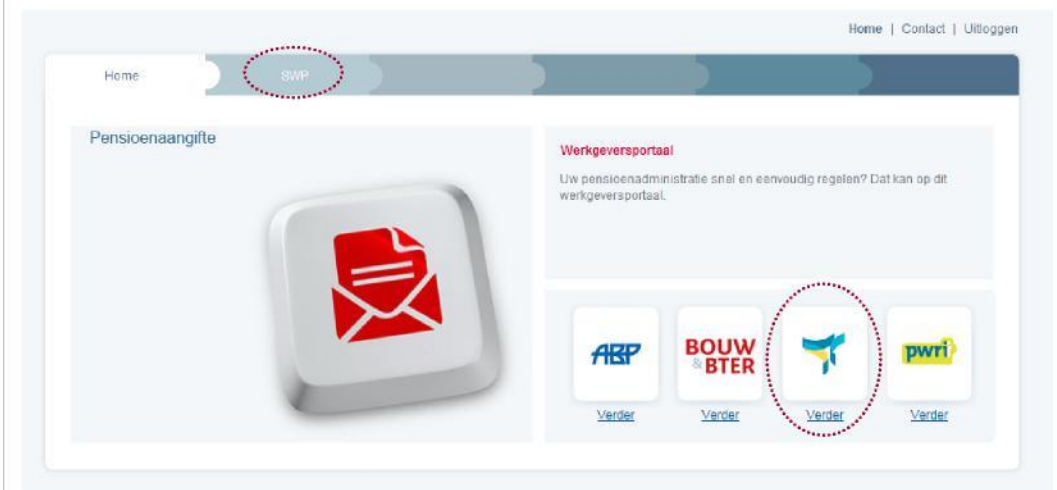 Home | Contact | Uitloggen
Home SWP
Pensioenaangifte
Werkgeversportaal
Uw pensioenadministratie snel en eenvoudig regelen? Dat kan op dit
werkgeversportaal.
ABP BOUW & BTER pwri
Verder Verder Verder Verder